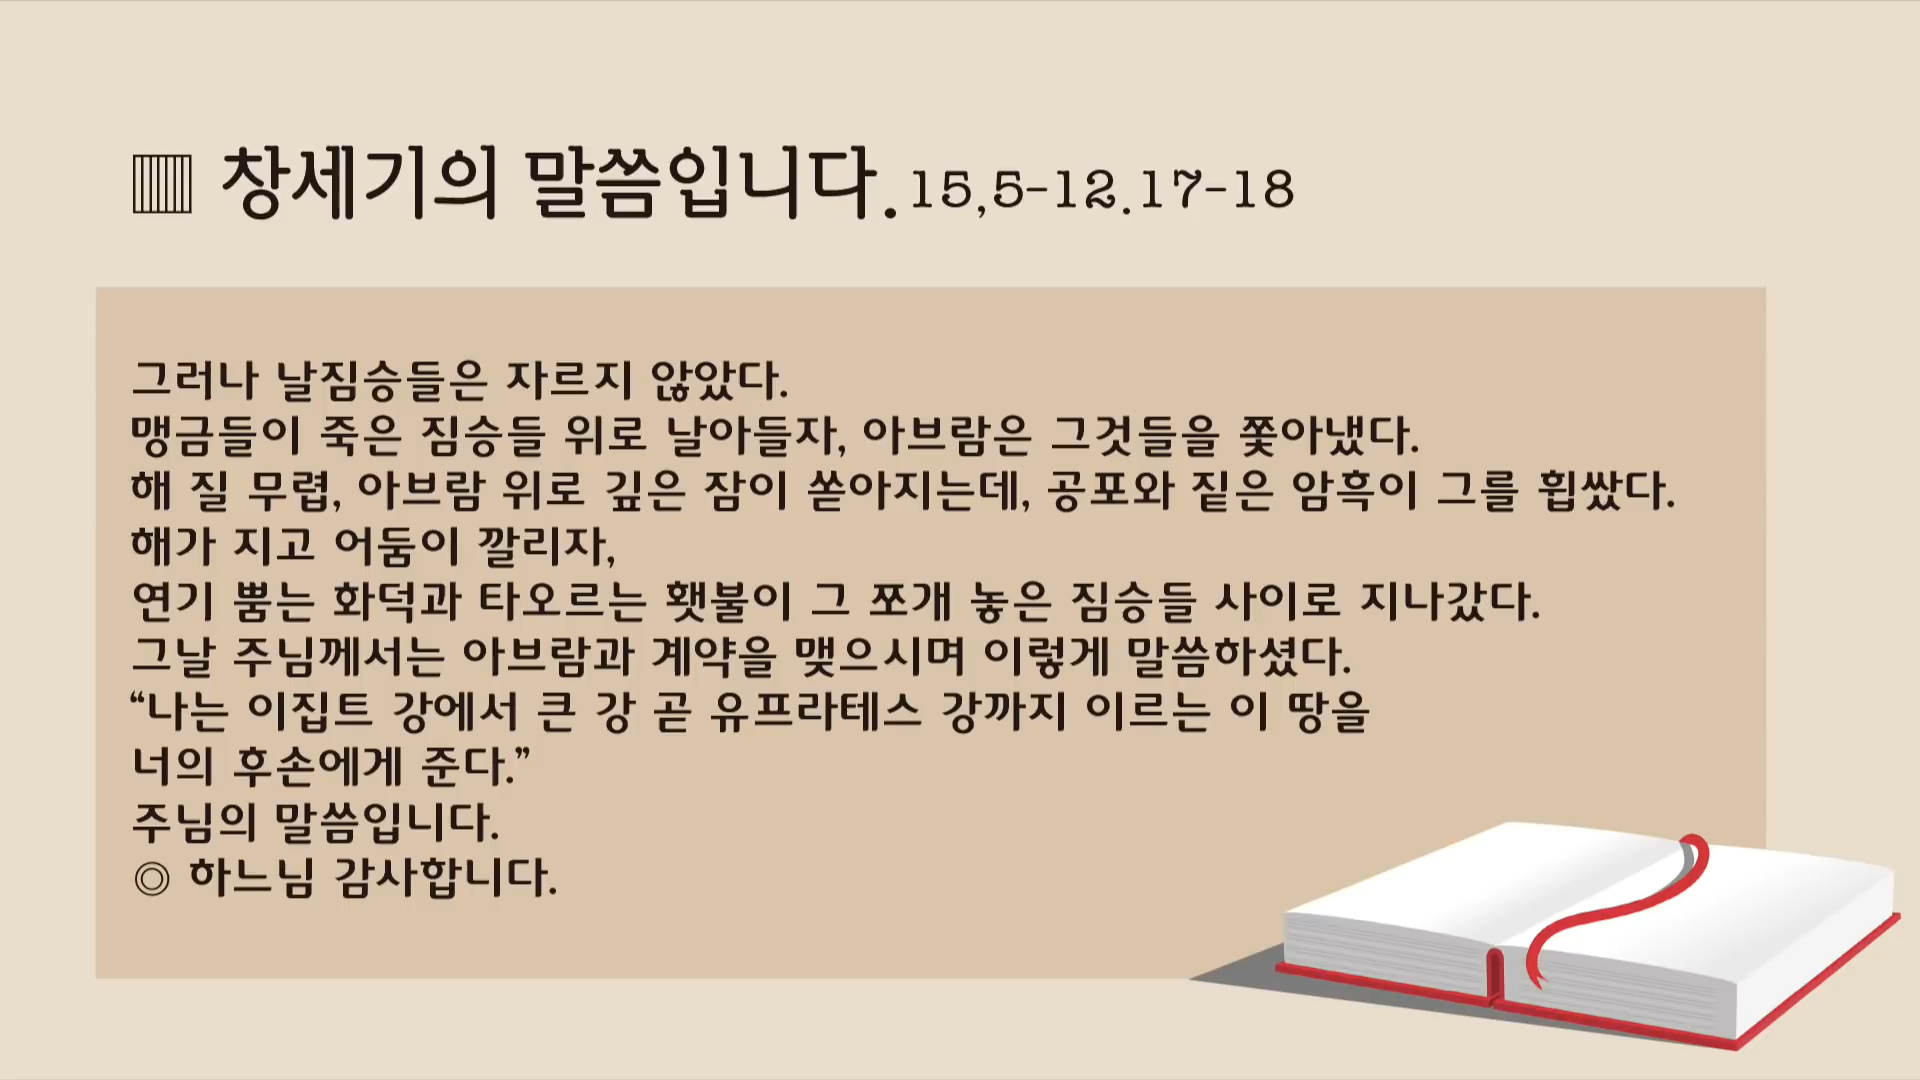 ▥ 창세기의 말씀입니다.15,5-12.17-18
그러나 날짐승들은 자르지 않았다.
맹금들이 죽은 짐승들 위로 날아들자, 아브람은 그것들을 쫓아냈다.
해 질 무렵, 아브람 위로 깊은 잠이 쏟아지는데, 공포와 짙은 암흑이 그를 휩쌌다.
해가 지고 어둠이 깔리자,
연기 뿜는 화덕과 타오르는 횃불이 그 쪼개 놓은 짐승들 사이로 지나갔다.
그날 주님께서는 아브람과 계약을 맺으시며 이렇게 말씀하셨다.
“나는 이집트 강에서 큰 강 곧 유프라테스 강까지 이르는 이 땅을
너의 후손에게 준다.”
주님의 말씀입니다.
◎ 하느님 감사합니다.